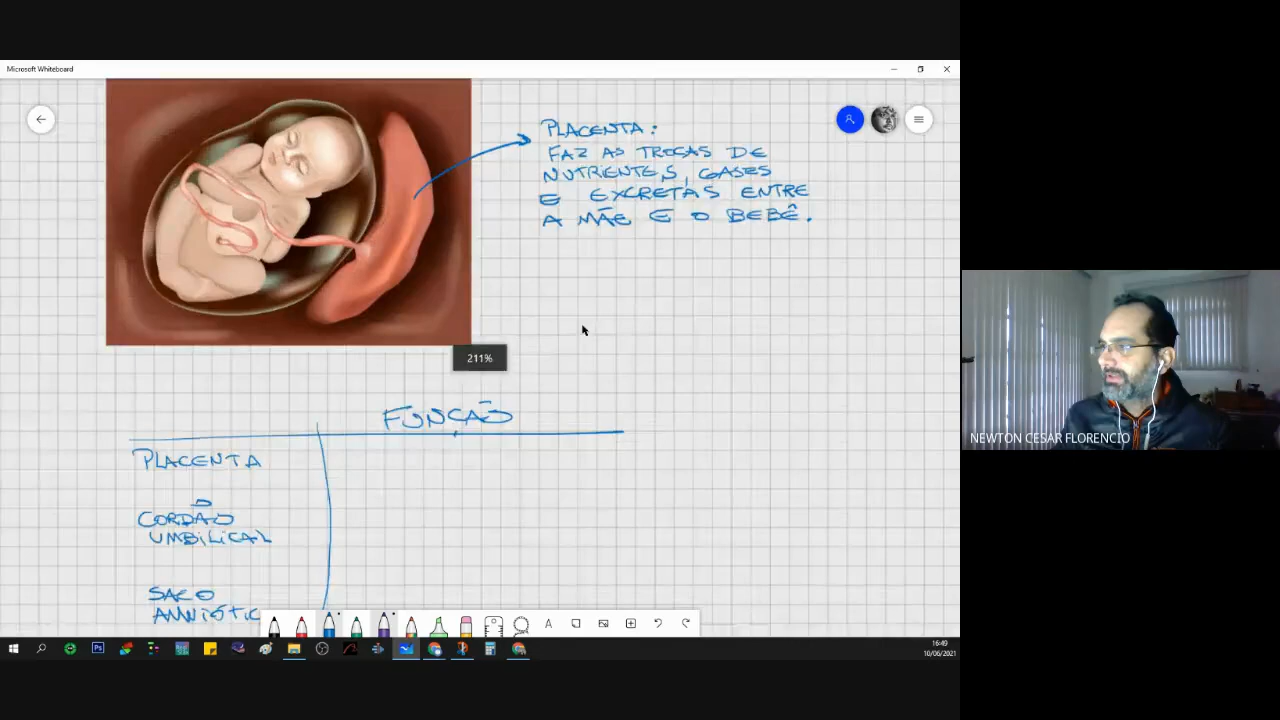 Microsoft Whiteboard
PLACENTA:
FAZ AS TROCAS DE
NUTRIENTES, GASES
E EXCRETAS ENTRE
A MÃE E O BEBÊ.
211%
FUNÇÃO
PLACENTA
CORDÃO
UMBILICAL
SACO
AMNIÓTIC
NEWTON CESAR FLORENCIO
16:49
10/06/2021